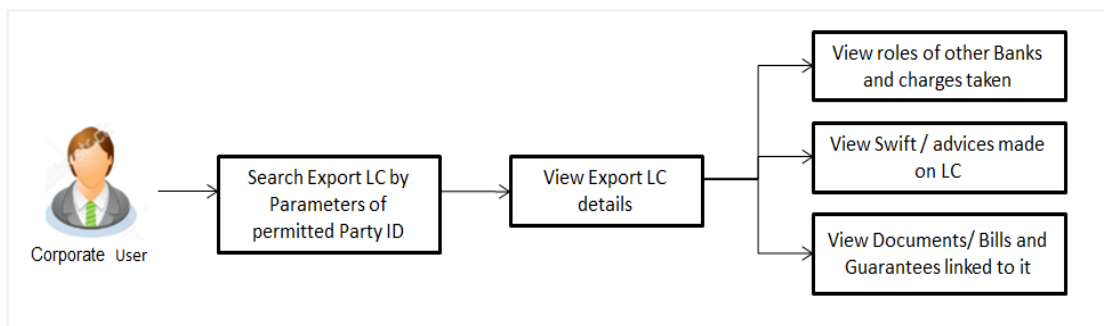 Corporate User
Search Export LC by
Parameters of
permitted Party ID
View Export LC
details
View roles of other Banks
and charges taken
View Swift / advices made
on LC
View Documents/ Bills and
Guarantees linked to it